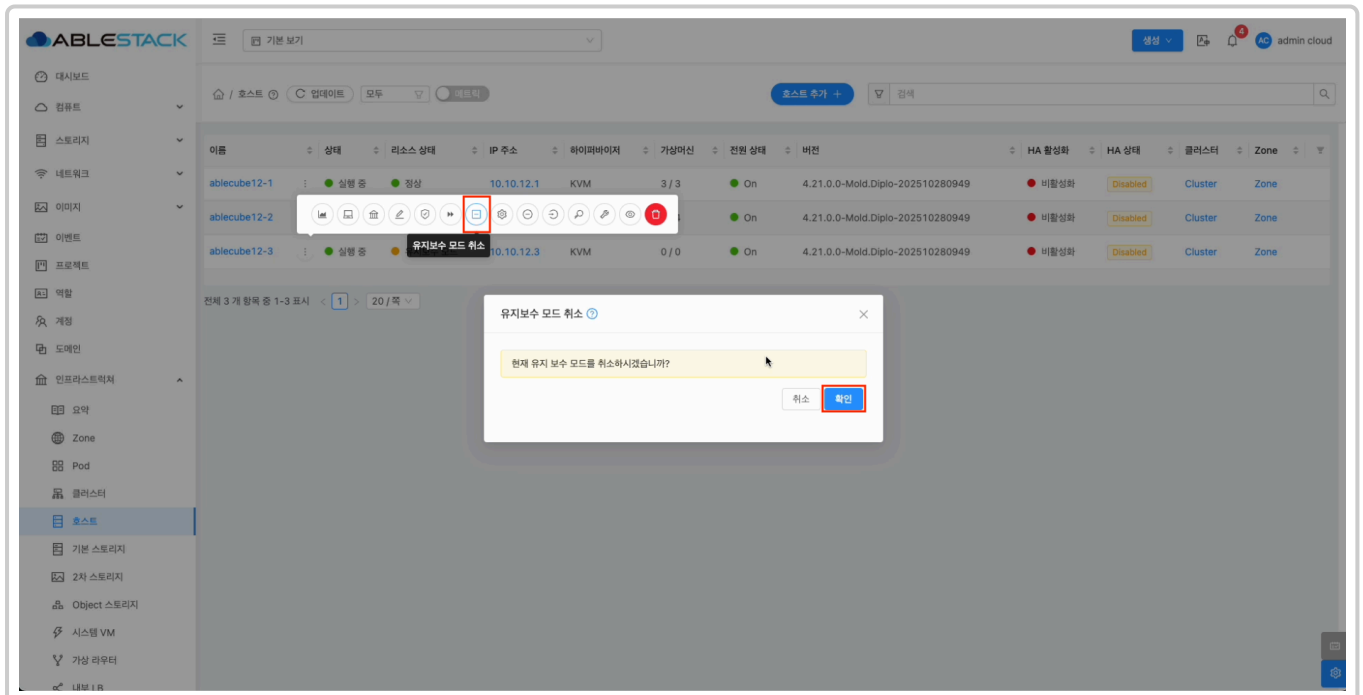 ABLESTACK
기본 보기
생성
4
AC
admin cloud
대시보드
컴퓨트
스토리지
네트워크
이미지
이벤트
프로젝트
역할
계정
도메인
인프라스트럭쳐
요약
Zone
Pod
클러스터
호스트
기본 스토리지
2차 스토리지
Object 스토리지
시스템 VM
가상 라우터
내부 LB
/ 호스트 업데이트 모두 메트릭
호스트 추가 +
검색
이름 상태 리소스 상태 IP 주소 하이퍼바이저 가상머신 전원 상태 버전 HA 활성화 HA 상태 클러스터 Zone
ablecube12-1 실행 중 정상 10.10.12.1 KVM 3 / 3 On 4.21.0.0-Mold.Diplo-202510280949 비활성화 Disabled Cluster Zone
ablecube12-2 On 4.21.0.0-Mold.Diplo-202510280949 비활성화 Disabled Cluster Zone
유지보수 모드 취소
ablecube12-3 실행 중 10.10.12.3 KVM 0 / 0 On 4.21.0.0-Mold.Diplo-202510280949 비활성화 Disabled Cluster Zone
전체 3 개 항목 중 1-3 표시 < 1 > 20 / 쪽
유지보수 모드 취소
현재 유지 보수 모드를 취소하시겠습니까?
취소 확인